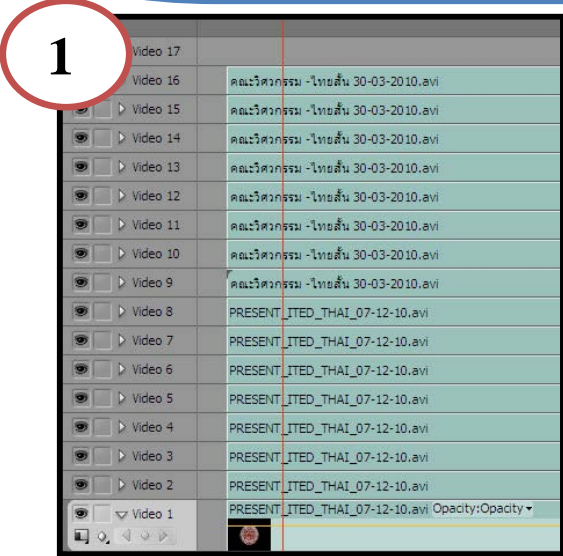 1
Video 17
Video 16 คณะวิศวกรรม -ไทยสั้น 30-03-2010.avi
Video 15 คณะวิศวกรรม -ไทยสั้น 30-03-2010.avi
Video 14 คณะวิศวกรรม -ไทยสั้น 30-03-2010.avi
Video 13 คณะวิศวกรรม -ไทยสั้น 30-03-2010.avi
Video 12 คณะวิศวกรรม -ไทยสั้น 30-03-2010.avi
Video 11 คณะวิศวกรรม -ไทยสั้น 30-03-2010.avi
Video 10 คณะวิศวกรรม -ไทยสั้น 30-03-2010.avi
Video 9 คณะวิศวกรรม -ไทยสั้น 30-03-2010.avi
Video 8 PRESENT_ITED_THAI_07-12-10.avi
Video 7 PRESENT_ITED_THAI_07-12-10.avi
Video 6 PRESENT_ITED_THAI_07-12-10.avi
Video 5 PRESENT_ITED_THAI_07-12-10.avi
Video 4 PRESENT_ITED_THAI_07-12-10.avi
Video 3 PRESENT_ITED_THAI_07-12-10.avi
Video 2 PRESENT_ITED_THAI_07-12-10.avi
Video 1 PRESENT_ITED_THAI_07-12-10.avi Opacity:Opacity